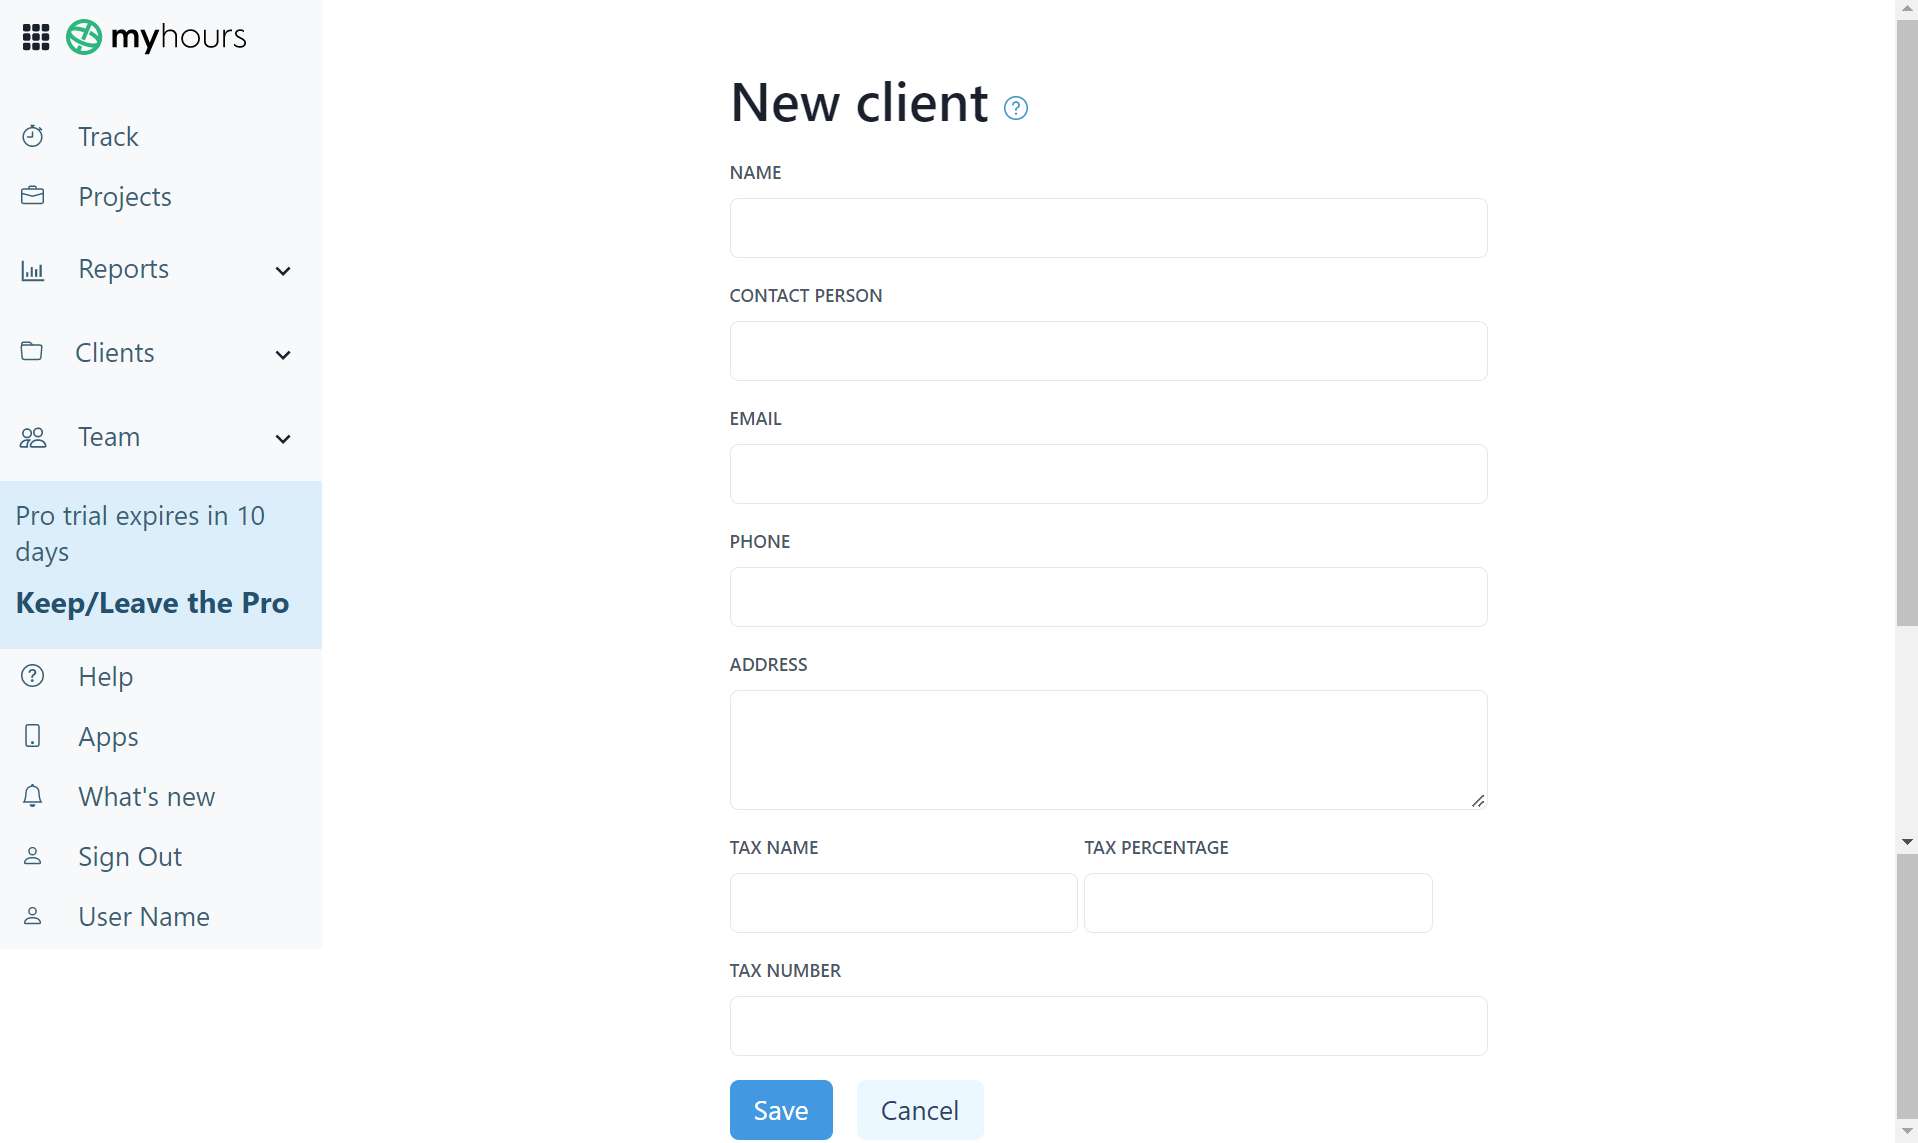 myhours
Track
Projects
Reports
Clients
Team
Pro trial expires in 10
days
Keep/Leave the Pro
Help
Apps
What's new
Sign Out
User Name
New client
NAME
CONTACT PERSON
EMAIL
PHONE
ADDRESS
TAX NAME
TAX PERCENTAGE
TAX NUMBER
Save
Cancel